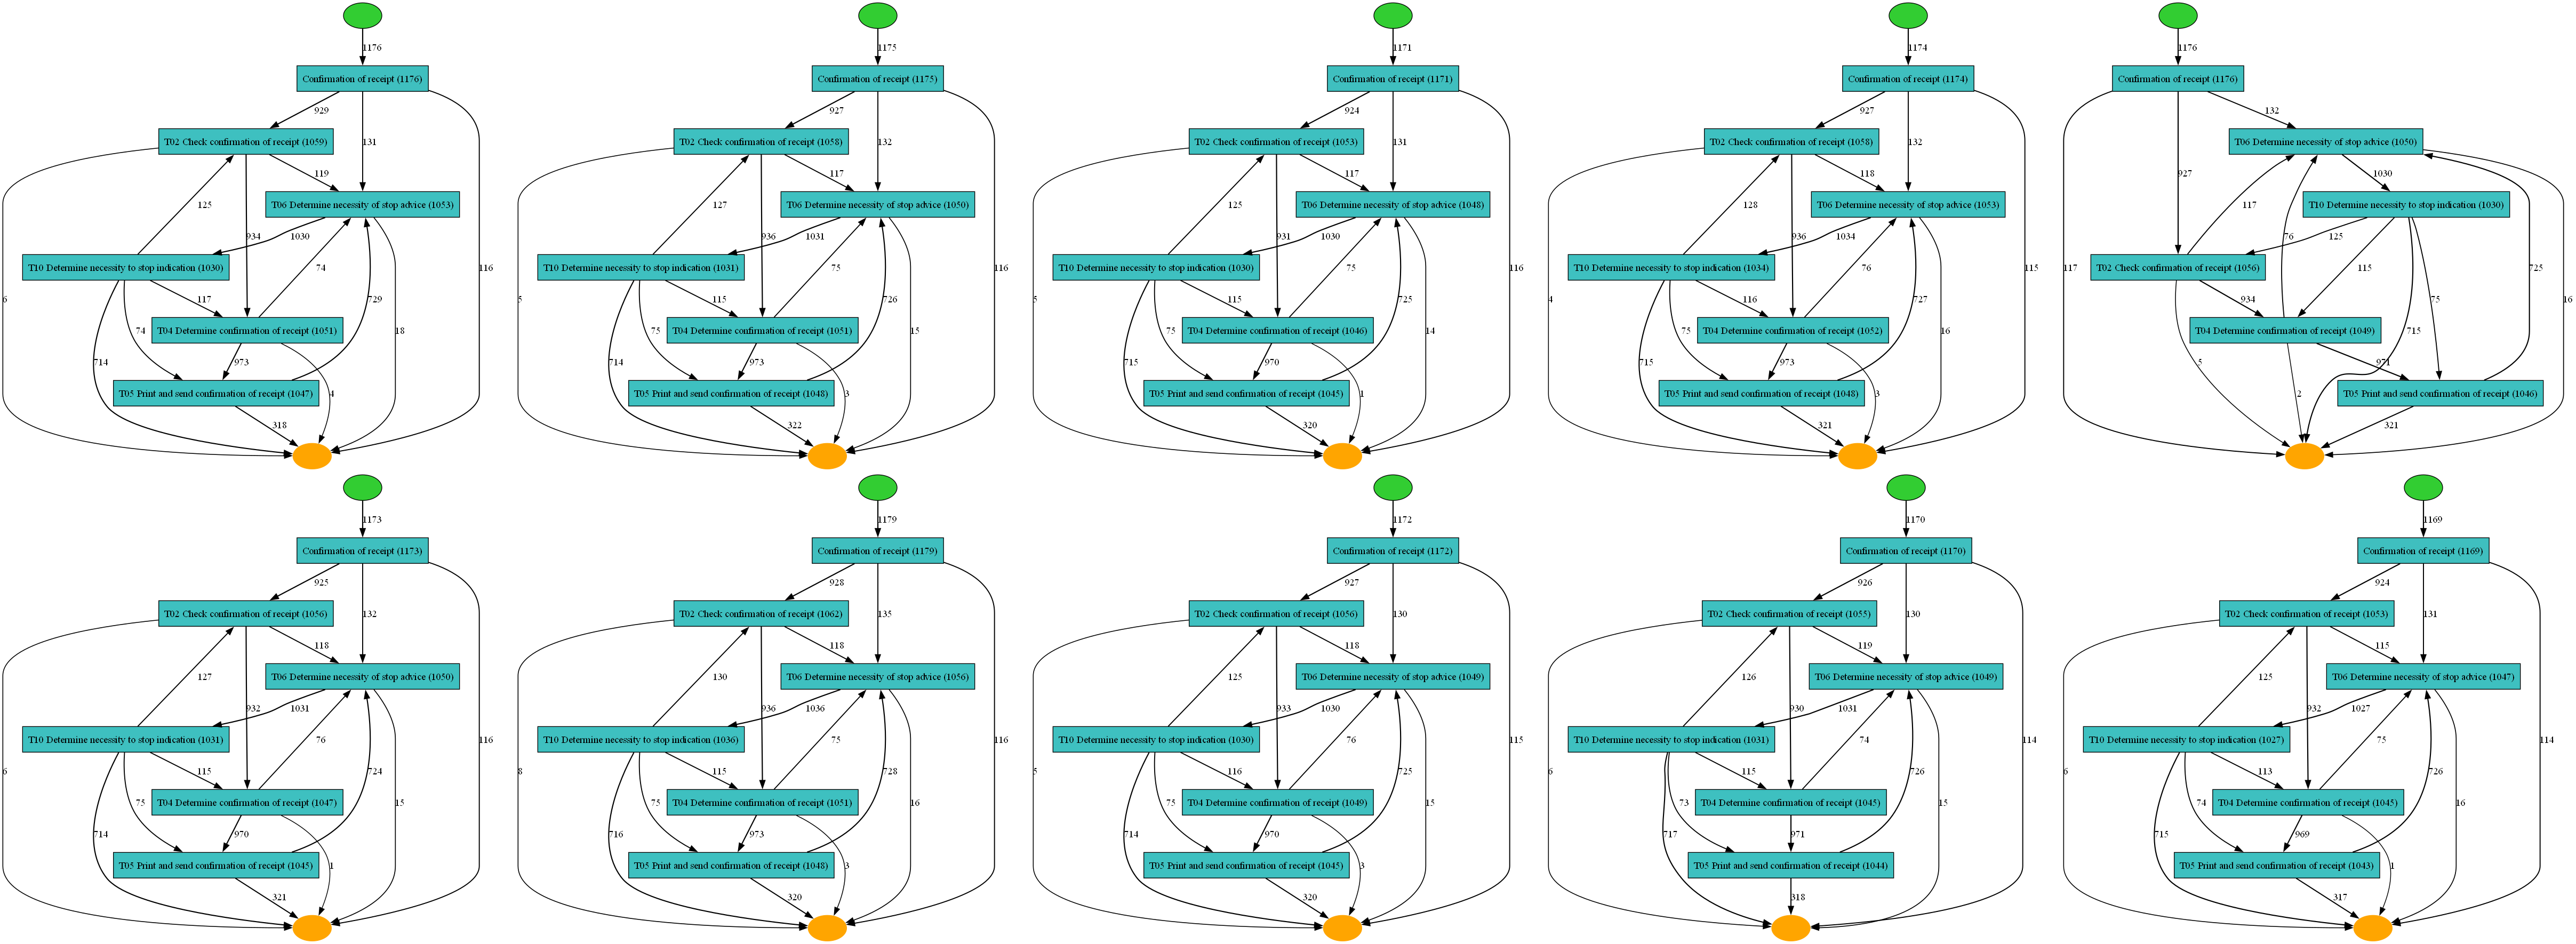 1176
Confirmation of receipt (1176)
929
T02 Check confirmation of receipt (1059)
131
119
T06 Determine necessity of stop advice (1053)
125
934
1030
116
T10 Determine necessity to stop indication (1030)
74
6
117
729
T04 Determine confirmation of receipt (1051)
74
18
714
973
4
T05 Print and send confirmation of receipt (1047)
318
1175
Confirmation of receipt (1175)
927
T02 Check confirmation of receipt (1058)
132
117
T06 Determine necessity of stop advice (1050)
127
936
1031
116
T10 Determine necessity to stop indication (1031)
75
5
115
726
T04 Determine confirmation of receipt (1051)
75
15
714
973
3
T05 Print and send confirmation of receipt (1048)
322
1171
Confirmation of receipt (1171)
924
T02 Check confirmation of receipt (1053)
131
117
T06 Determine necessity of stop advice (1048)
125
931
1030
116
T10 Determine necessity to stop indication (1030)
75
5
115
725
T04 Determine confirmation of receipt (1046)
75
14
715
970
1
T05 Print and send confirmation of receipt (1045)
320
1174
Confirmation of receipt (1174)
927
T02 Check confirmation of receipt (1058)
132
118
T06 Determine necessity of stop advice (1053)
128
936
1034
115
T10 Determine necessity to stop indication (1034)
76
4
116
727
T04 Determine confirmation of receipt (1052)
75
16
715
973
3
T05 Print and send confirmation of receipt (1048)
321
1176
Confirmation of receipt (1176)
132
T06 Determine necessity of stop advice (1050)
927
1030
T10 Determine necessity to stop indication (1030)
117
76
125
T02 Check confirmation of receipt (1056)
117
115
725
934
75
16
T04 Determine confirmation of receipt (1049)
715
5
971
2
T05 Print and send confirmation of receipt (1046)
321
1173
Confirmation of receipt (1173)
925
T02 Check confirmation of receipt (1056)
132
118
T06 Determine necessity of stop advice (1050)
127
932
1031
116
T10 Determine necessity to stop indication (1031)
76
6
115
724
T04 Determine confirmation of receipt (1047)
75
15
714
970
1
T05 Print and send confirmation of receipt (1045)
321
1179
Confirmation of receipt (1179)
928
T02 Check confirmation of receipt (1062)
135
118
T06 Determine necessity of stop advice (1056)
130
936
1036
116
T10 Determine necessity to stop indication (1036)
75
8
115
728
T04 Determine confirmation of receipt (1051)
75
16
716
973
3
T05 Print and send confirmation of receipt (1048)
320
1172
Confirmation of receipt (1172)
927
T02 Check confirmation of receipt (1056)
130
118
T06 Determine necessity of stop advice (1049)
125
933
1030
115
T10 Determine necessity to stop indication (1030)
76
5
116
725
T04 Determine confirmation of receipt (1049)
75
15
714
970
3
T05 Print and send confirmation of receipt (1045)
320
1170
Confirmation of receipt (1170)
926
T02 Check confirmation of receipt (1055)
130
119
T06 Determine necessity of stop advice (1049)
126
930
1031
114
T10 Determine necessity to stop indication (1031)
74
6
115
726
T04 Determine confirmation of receipt (1045)
73
15
717
971
T05 Print and send confirmation of receipt (1044)
318
1169
Confirmation of receipt (1169)
924
T02 Check confirmation of receipt (1053)
131
115
T06 Determine necessity of stop advice (1047)
125
932
1027
114
T10 Determine necessity to stop indication (1027)
75
6
113
726
T04 Determine confirmation of receipt (1045)
74
16
715
969
1
T05 Print and send confirmation of receipt (1043)
317